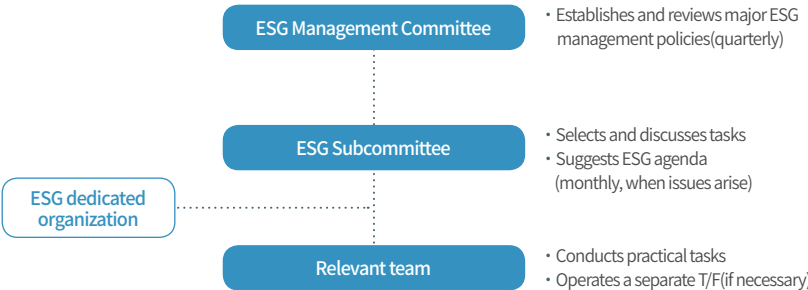 ESG Management Committee
・Establishes and reviews major ESG
management policies(quarterly)
ESG Subcommittee
・Selects and discusses tasks
・Suggests ESG agenda
(monthly, when issues arise)
ESG dedicated
organization
Relevant team
・Conducts practical tasks
・Operates a separate T/F(if necessary)